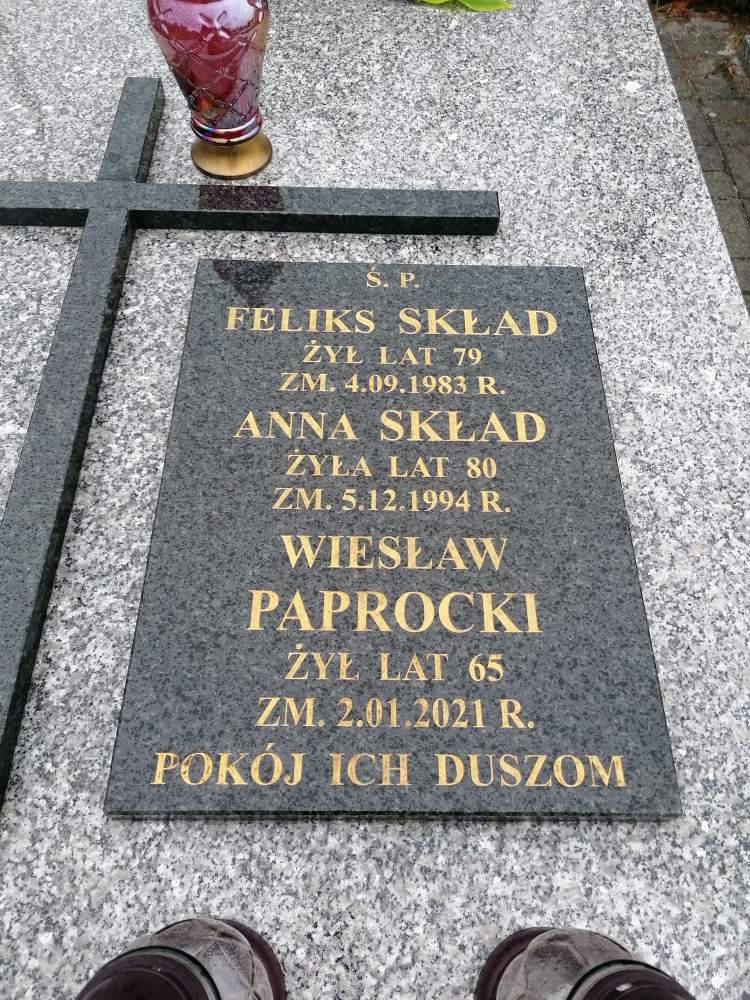 Ś. P.
FELIKS SKŁAD
ŻYŁ LAT 79
ZM. 4.09.1983 R.
ANNA SKŁAD
ŻYŁA LAT 80
ZM. 5.12.1994 R.
WIESŁAW
PAPROCKI
ŻYŁ LAT 65
ZM. 2.01.2021 R.
POKÓJ ICH DUSZOM